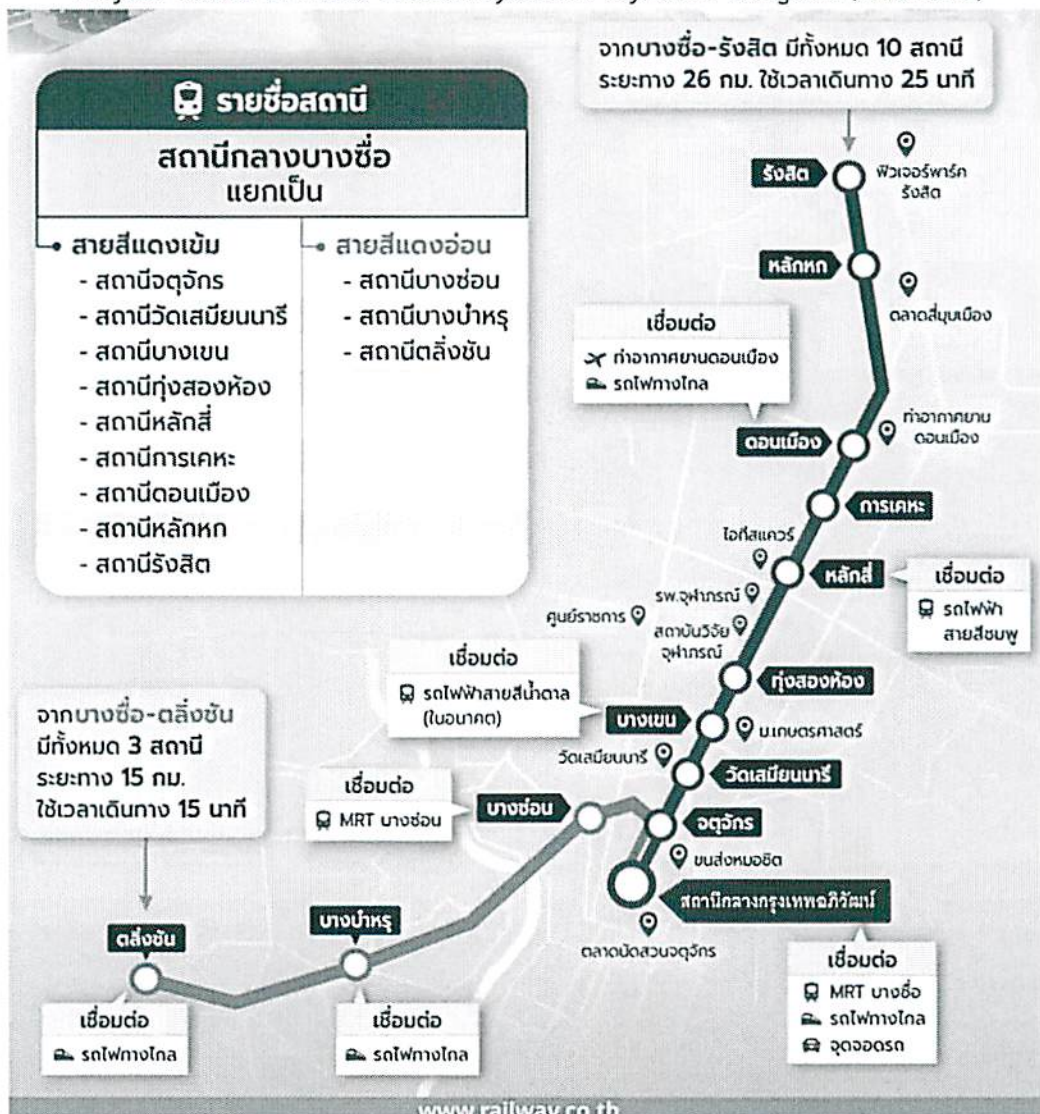 จากบางซื่อ-รังสิต มีทั้งหมด 10 สถานี
ระยะทาง 26 กม. ใช้เวลาเดินทาง 25 นาที
รายชื่อสถานี
สถานีกลางบางซื่อ
แยกเป็น
สายสีแดงเข้ม
- สถานีจตุจักร
- สถานีวัดเสมียนนารี
- สถานีบางเขน
- สถานีทุ่งสองห้อง
- สถานีหลักสี่
- สถานีการเคหะ
- สถานีดอนเมือง
- สถานีหลักหก
- สถานีรังสิต
สายสีแดงอ่อน
- สถานีบางซ่อน
- สถานีบางบำหรุ
- สถานีตลิ่งชัน
รังสิต
ฟิวเจอร์พาร์ค
รังสิต
หลักหก
ตลาดสี่มุมเมือง
เชื่อมต่อ
ท่าอากาศยานดอนเมือง
รถไฟทางไกล
ดอนเมือง
ท่าอากาศยาน
ดอนเมือง
การเคหะ
ไอทีสแควร์
หลักสี่
เชื่อมต่อ
รถไฟฟ้า
สายสีชมพู
รพ.จุฬาภรณ์
ศูนย์ราชการ
สถาบันวิจัย
จุฬาภรณ์
ทุ่งสองห้อง
เชื่อมต่อ
รถไฟฟ้าสายสีน้ำตาล
(ในอนาคต)
บางเขน
ม.เกษตรศาสตร์
วัดเสมียนนารี
วัดเสมียนนารี
จากบางซื่อ-ตลิ่งชัน
มีทั้งหมด 3 สถานี
ระยะทาง 15 กม.
ใช้เวลาเดินทาง 15 นาที
เชื่อมต่อ
MRT บางซ่อน
บางซ่อน
จตุจักร
ขนส่งหมอชิต
สถานีกลางกรุงเทพอภิวัฒน์
ตลาดนัดสวนจตุจักร
เชื่อมต่อ
MRT บางซื่อ
รถไฟทางไกล
จุดจอดรถ
บางบำหรุ
เชื่อมต่อ
รถไฟทางไกล
ตลิ่งชัน
เชื่อมต่อ
รถไฟทางไกล
www.railway.co.th